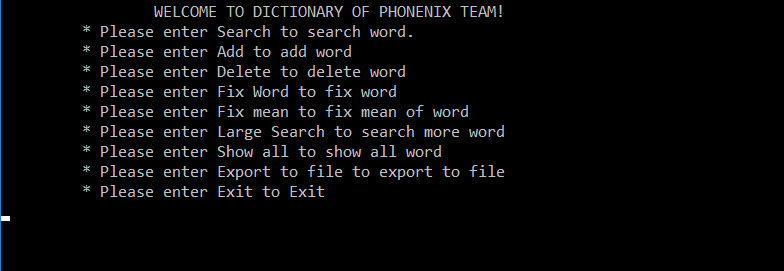 WELCOME TO DICTIONARY OF PHONENIX TEAM!
* Please enter Search to search word.
* Please enter Add to add word
* Please enter Delete to delete word
* Please enter Fix Word to fix word
* Please enter Fix mean to fix mean of word
* Please enter Large Search to search more word
* Please enter Show all to show all word
* Please enter Export to file to export to file
* Please enter Exit to Exit